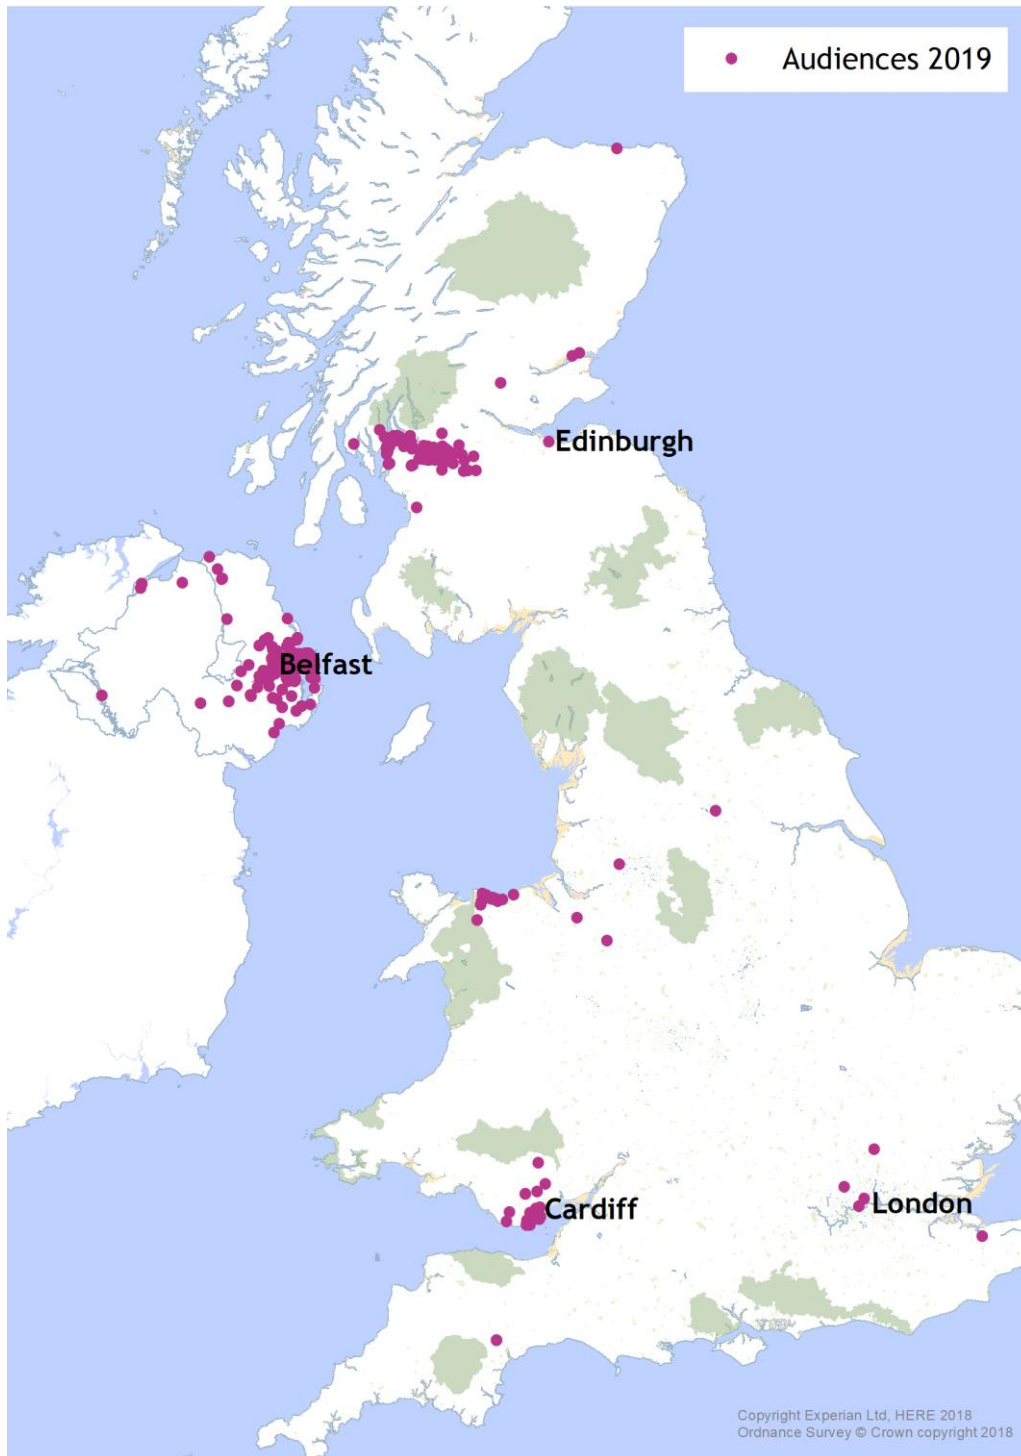 Audiences 2019
Edinburgh
Belfast
Cardiff
London
Copyright Experian Ltd, HERE 2018
Ordnance Survey © Crown copyright 2018